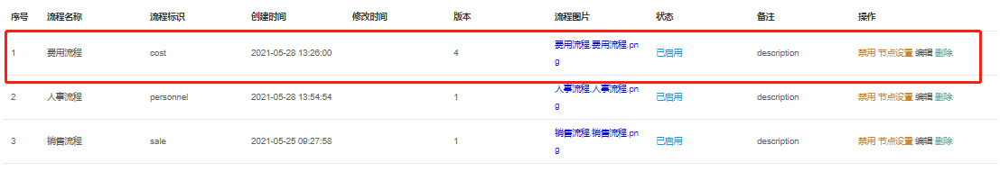 序号 流程名称 流程标识 创建时间 修改时间 版本 流程图片 状态 备注 操作
1 费用流程 cost 2021-05-28 13:26:00 4 费用流程.费用流程.pn
g 已启用 description 禁用 节点设置 编辑 删除
2 人事流程 personnel 2021-05-28 13:54:54 1 人事流程.人事流程.pn
g 已启用 description 禁用 节点设置 编辑 删除
3 销售流程 sale 2021-05-25 09:27:58 1 销售流程.销售流程.pn
g 已启用 description 禁用 节点设置 编辑 删除